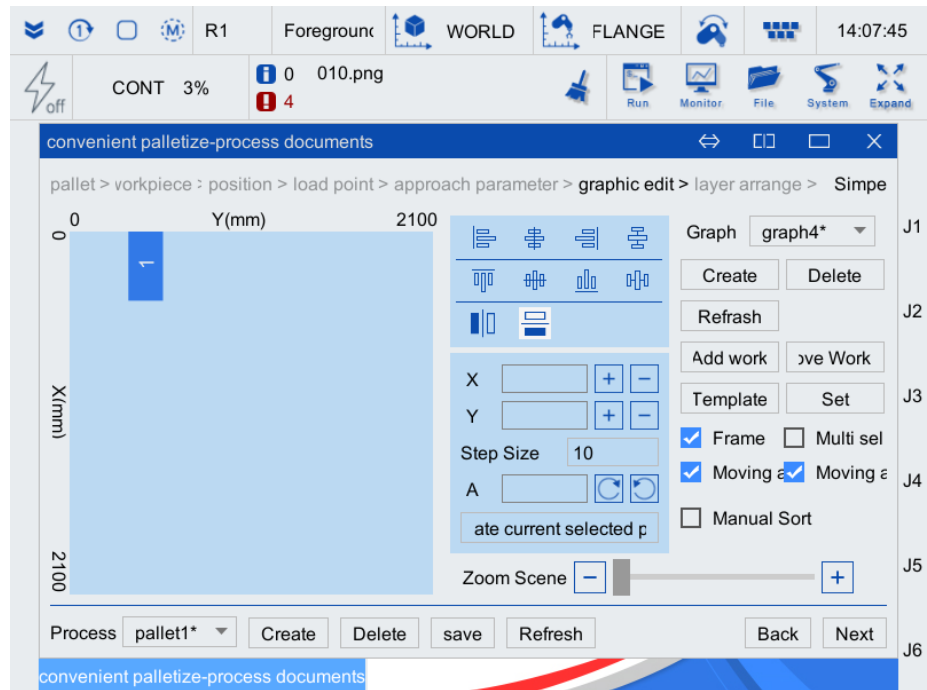 R1 Foreground WORLD FLANGE 14:07:45
off CONT 3% 0 010.png
4
Run Monitor File System Expand
convenient palletize-process documents
pallet > vorkpiece : position > load point > approach parameter > graphic edit > layer arrange > Simpe
0 Y(mm) 2100
0
1
X(mm)
2100
Graph graph4*
Create Delete
Refrash
Add work ove Work
Template Set
Frame Multi sel
Moving a Moving a
Manual Sort
X + −
Y + −
Step Size 10
A
ate current selected p
Zoom Scene − +
J1
J2
J3
J4
J5
J6
Process pallet1* Create Delete save Refresh Back Next
convenient palletize-process documents